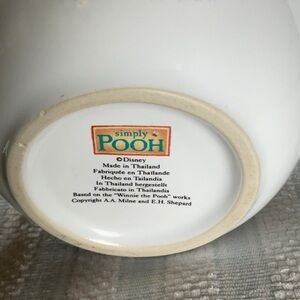 simply
POOH
©Disney
Made in Thailand
Fabriquée en Thaïlande
Hecho en Tailandia
In Thailand hergestellt
Fabbricato in Thailandia
Based on the "Winnie the Pooh" works
Copyright A.A. Milne and E.H. Shepard